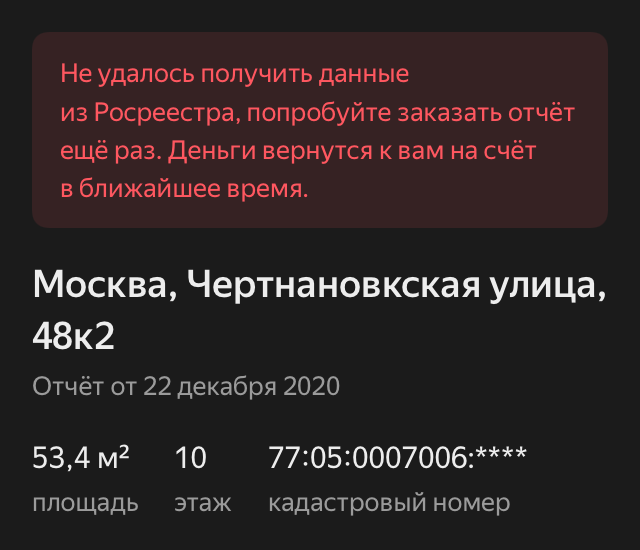 Не удалось получить данные
из Росреестра, попробуйте заказать отчёт
ещё раз. Деньги вернутся к вам на счёт
в ближайшее время.
Москва, Чертнановкская улица,
48к2
Отчёт от 22 декабря 2020
53,4 м² 10 77:05:0007006:****
площадь этаж кадастровый номер